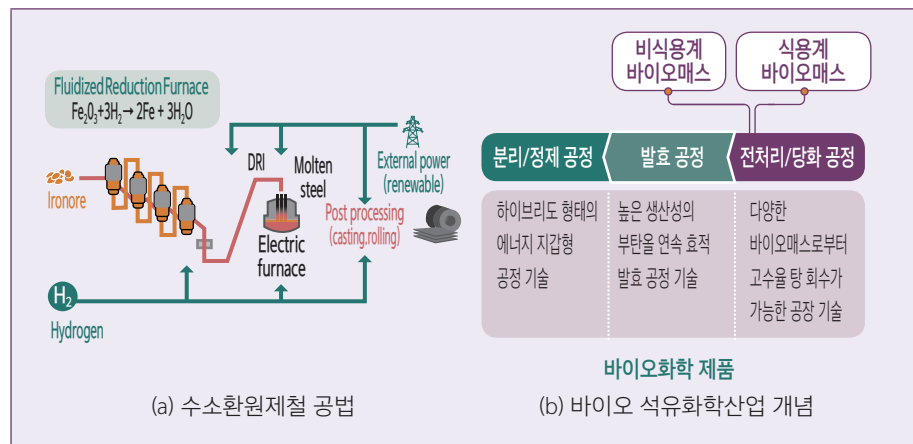 Fluidized Reduction Furnace
Fe₂O₃+3H₂→ 2Fe + 3H₂O
Ironore
DRI
Molten
steel
Electric
furnace
External power
(renewable)
Post processing
(casting,rolling)
H₂
Hydrogen
(a) 수소환원제철 공법
비식용계
바이오매스
식용계
바이오매스
분리/정제 공정
발효 공정
전처리/당화 공정
하이브리도 형태의
에너지 지갑형
공정 기술
높은 생산성의
부탄올 연속 효적
발효 공정 기술
다양한
바이오매스로부터
고수율 탕 회수가
가능한 공장 기술
바이오화학 제품
(b) 바이오 석유화학산업 개념